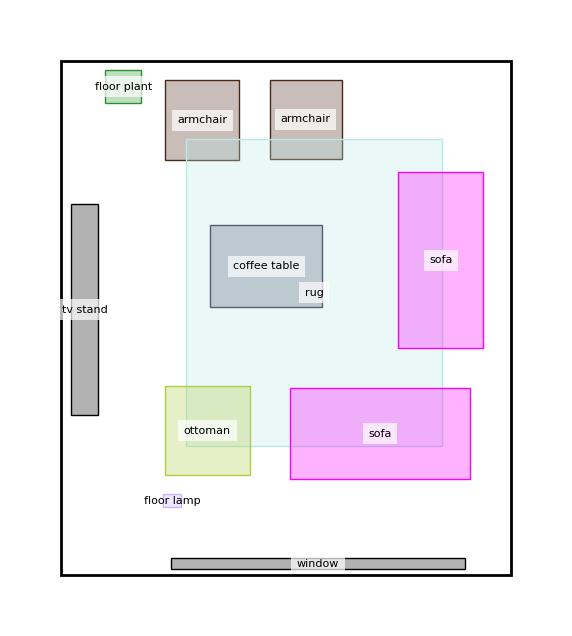 floor plant
armchair
armchair
sofa
coffee table
rug
tv stand
ottoman
sofa
floor lamp
window